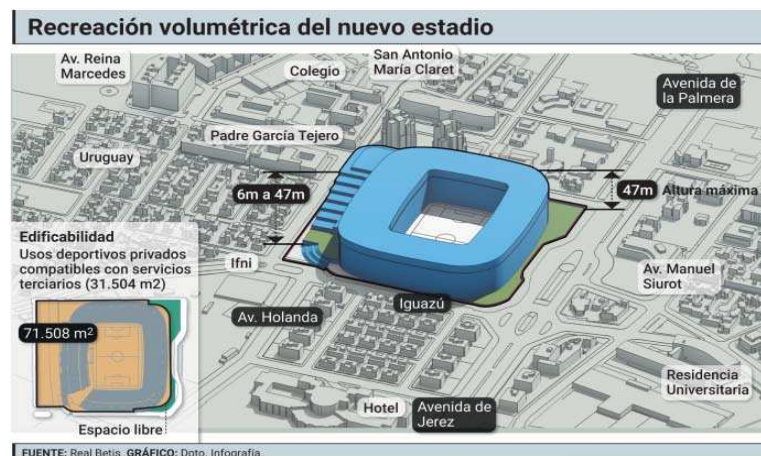 Recreación volumétrica del nuevo estadio
Av. Reina
Marcedes
Colegio
San Antonio
María Claret
Avenida de
la Palmera
Padre García Tejero
Uruguay
6m a 47m
47m Altura máxima
Edificabilidad
Usos deportivos privados
compatibles con servicios
terciarios (31.504 m2)
71.508 m²
Espacio libre
Ifni
Iguazú
Av. Holanda
Av. Manuel
Siurot
Residencia
Universitaria
Hotel
Avenida de
Jerez
FUENTE: Real Betis. GRÁFICO: Dpto. Infografía